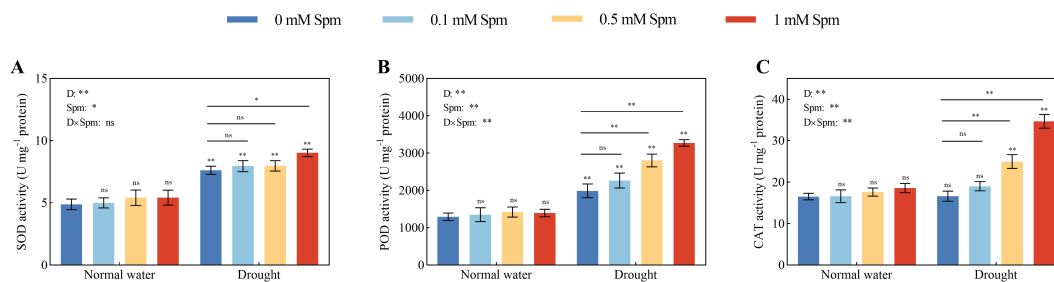 0 mM Spm 0.1 mM Spm 0.5 mM Spm 1 mM Spm
A
SOD activity (U mg-1 protein)
15
10
5
0
D: **
Spm: *
D×Spm: ns
*
ns
ns
ns ns ns
** ** ** **
Normal water Drought
B
POD activity (U mg-1 protein)
5000
4000
3000
2000
1000
0
D: **
Spm: **
D×Spm: **
**
**
ns
ns ns ns
** ** ** **
Normal water Drought
C
CAT activity (U mg-1 protein)
40
30
20
10
0
D: **
Spm: **
D×Spm: **
**
**
ns
ns ns ns
ns ns ** **
Normal water Drought